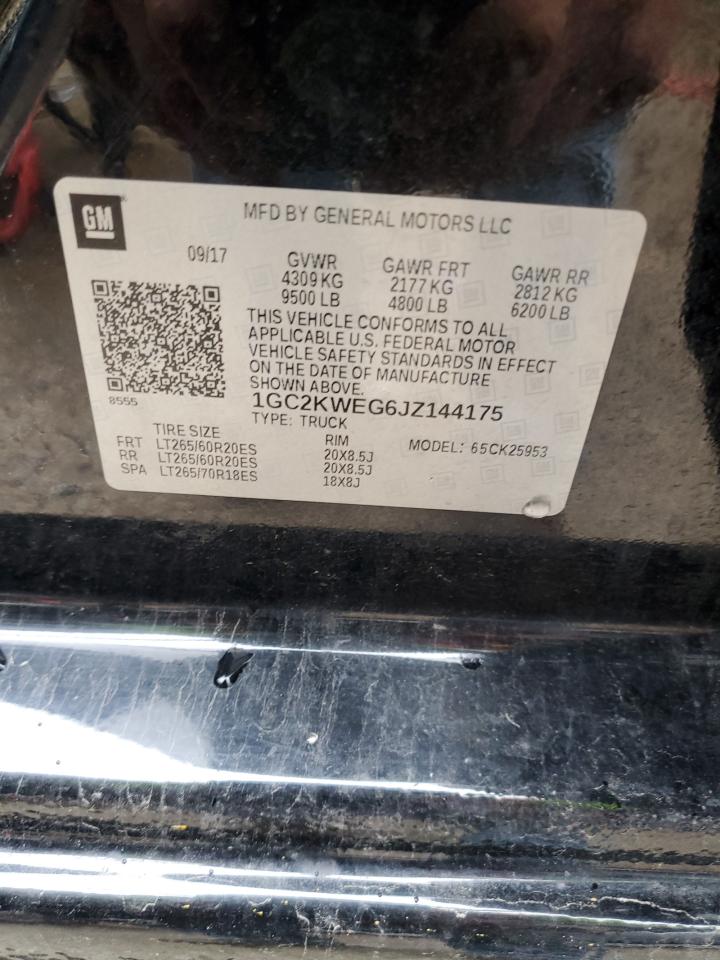 GM
MFD BY GENERAL MOTORS LLC
09/17
GVWR
4309 KG
9500 LB
GAWR FRT
2177 KG
4800 LB
GAWR RR
2812 KG
6200 LB
THIS VEHICLE CONFORMS TO ALL
APPLICABLE U.S. FEDERAL MOTOR
VEHICLE SAFETY STANDARDS IN EFFECT
ON THE DATE OF MANUFACTURE
SHOWN ABOVE.
8555
1GC2KWEG6JZ144175
TYPE: TRUCK
TIRE SIZE RIM MODEL: 65CK25953
FRT LT265/60R20ES 20X8.5J
RR LT265/60R20ES 20X8.5J
SPA LT265/70R18ES 18X8J